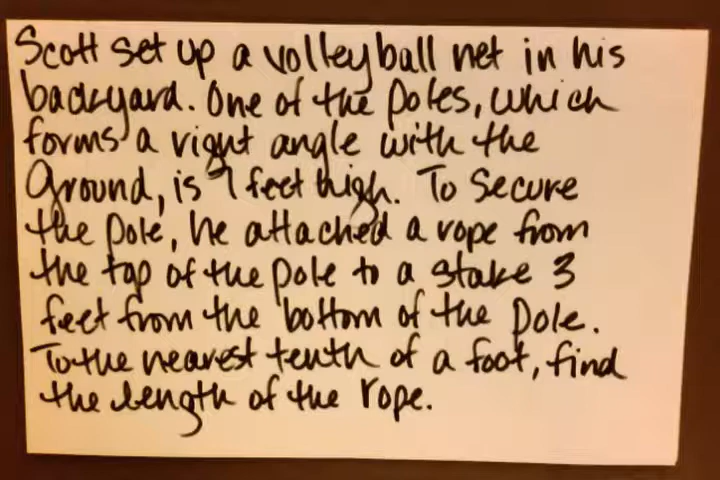 Scott set up a volleyball net in his
backyard. One of the poles, which
forms a right angle with the
Ground, is 9 feet high. To Secure
the pole, he attached a rope from
the top of the pole to a stake 3
feet from the bottom of the pole.
To the nearest tenth of a foot, find
the length of the rope.